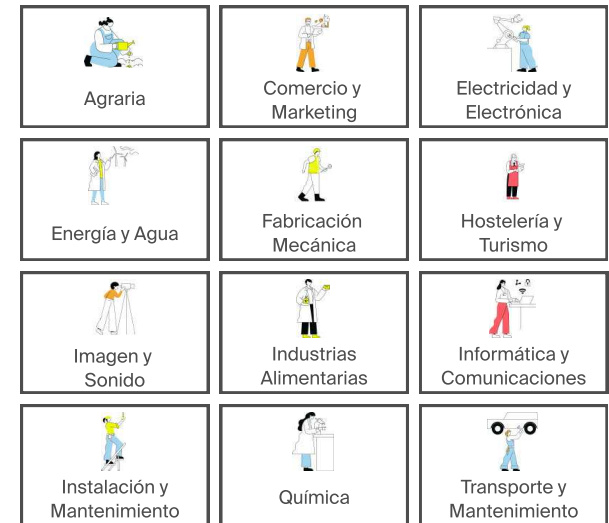 Agraria
Comercio y
Marketing
Electricidad y
Electrónica
Energía y Agua
Fabricación
Mecánica
Hostelería y
Turismo
Imagen y
Sonido
Industrias
Alimentarias
Informática y
Comunicaciones
Instalación y
Mantenimiento
Química
Transporte y
Mantenimiento